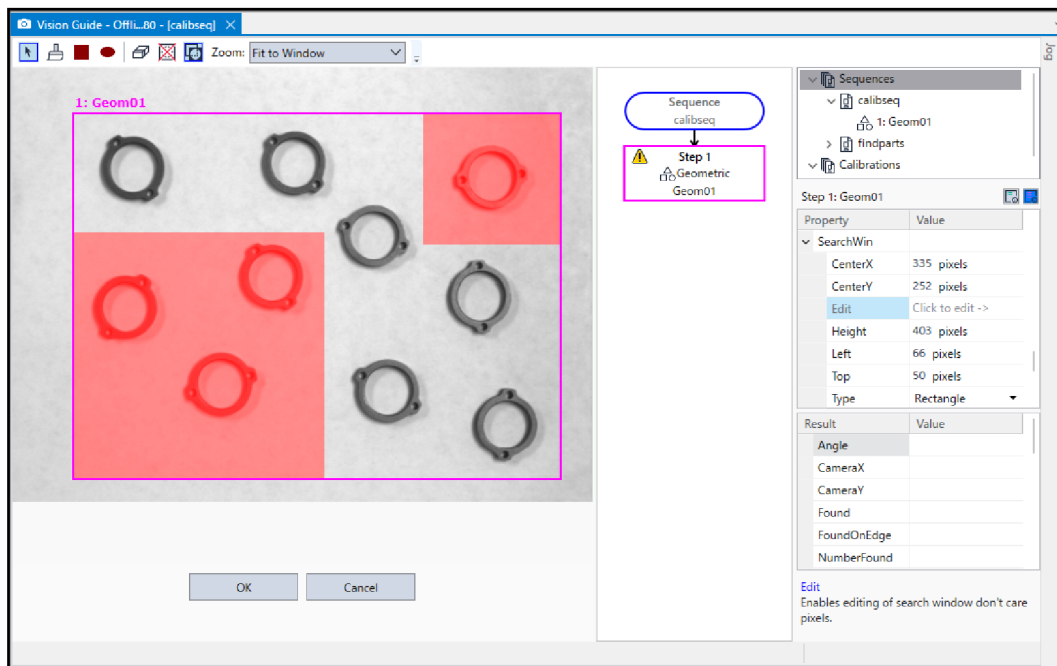 Vision Guide - Offli...80 - [calibseq]
Zoom: Fit to Window
Jog
1: Geom01
Sequence
calibseq
Step 1
Geometric
Geom01
OK Cancel
Sequences
calibseq
1: Geom01
findparts
Calibrations
Step 1: Geom01
Property Value
SearchWin
CenterX 335 pixels
CenterY 252 pixels
Edit Click to edit ->
Height 403 pixels
Left 66 pixels
Top 50 pixels
Type Rectangle
Result Value
Angle
CameraX
CameraY
Found
FoundOnEdge
NumberFound
Edit
Enables editing of search window don't care
pixels.